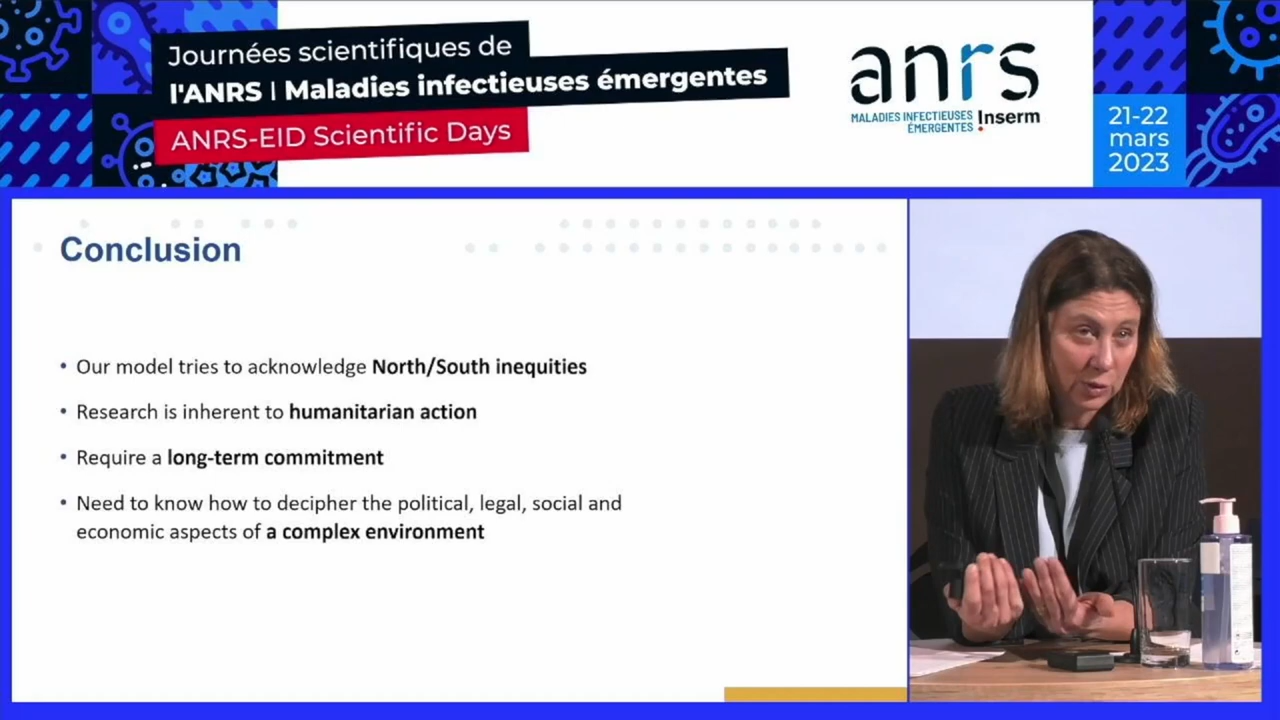 Journées scientifiques de
l'ANRS | Maladies infectieuses émergentes
ANRS-EID Scientific Days
anrs
MALADIES INFECTIEUSES
ÉMERGENTES
Inserm
21-22
mars
2023
Conclusion
• Our model tries to acknowledge North/South inequities
• Research is inherent to humanitarian action
• Require a long-term commitment
• Need to know how to decipher the political, legal, social and
economic aspects of a complex environment